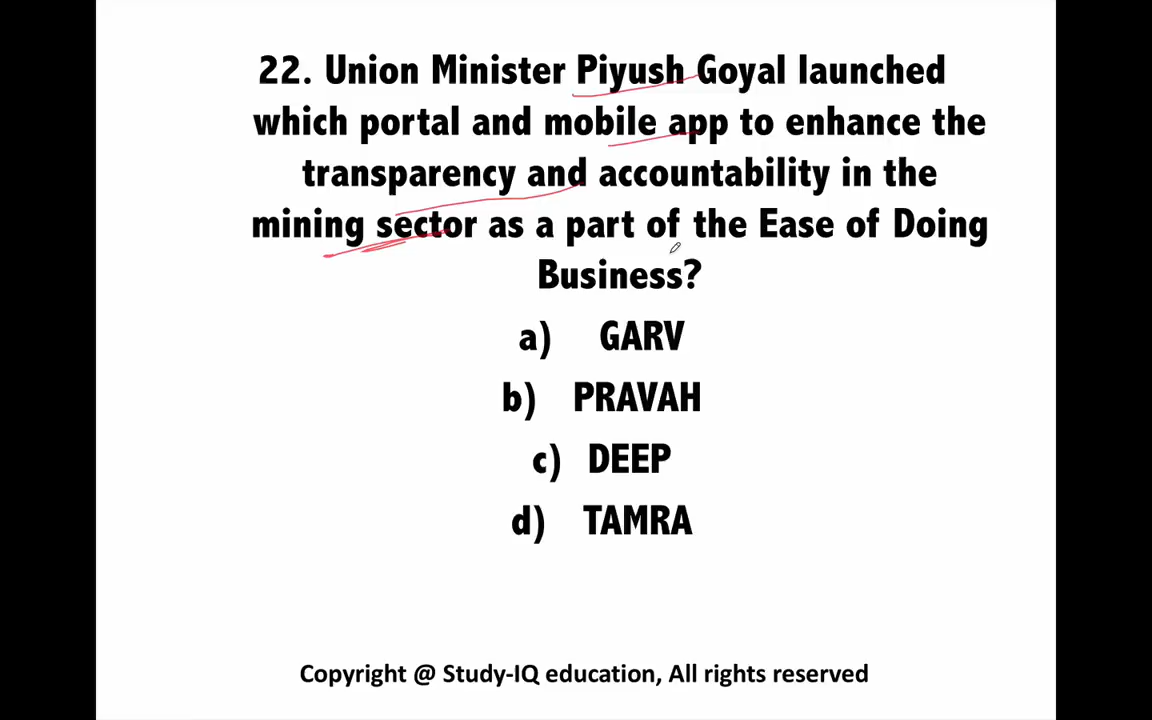 22. Union Minister Piyush Goyal launched
which portal and mobile app to enhance the
transparency and accountability in the
mining sector as a part of the Ease of Doing
Business?
a) GARV
b) PRAVAH
c) DEEP
d) TAMRA
Copyright @ Study-IQ education, All rights reserved